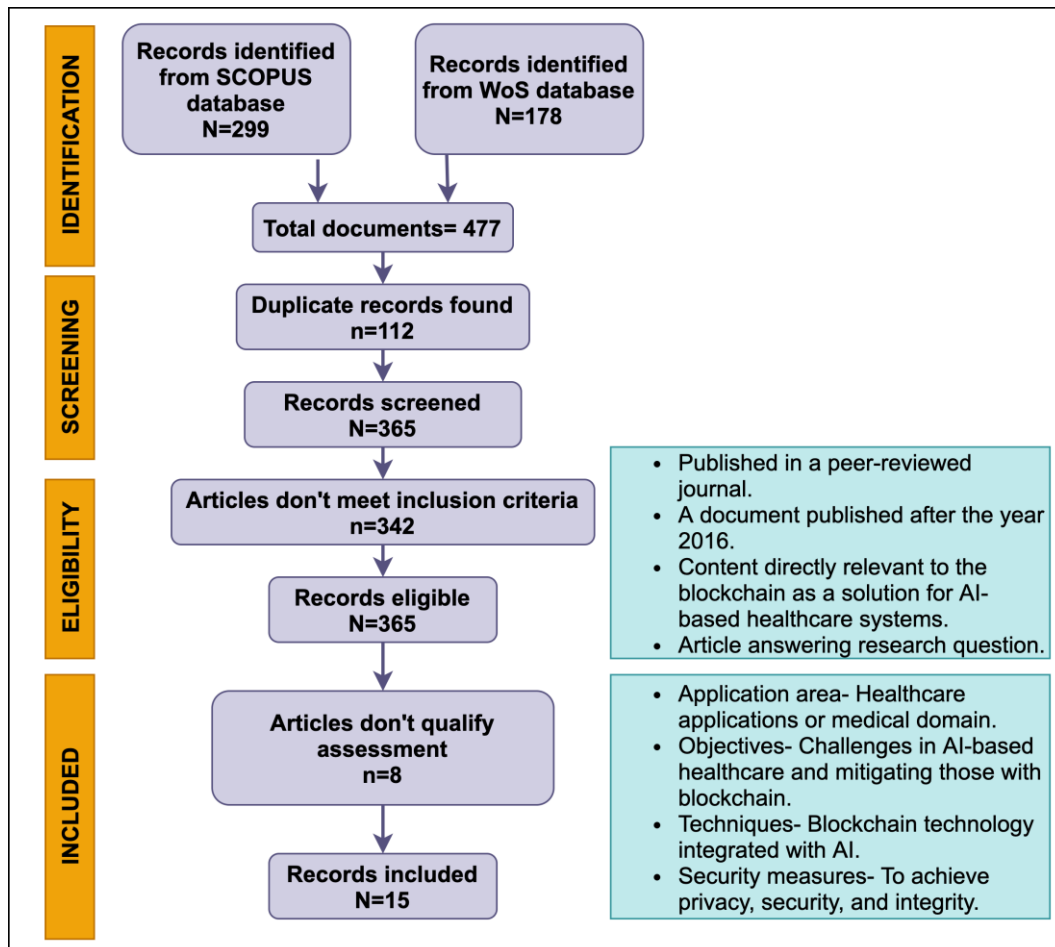 IDENTIFICATION
Records identified
from SCOPUS
database
N=299
Records identified
from WoS database
N=178
Total documents= 477
SCREENING
Duplicate records found
n=112
Records screened
N=365
ELIGIBILITY
Articles don't meet inclusion criteria
n=342
Records eligible
N=365
• Published in a peer-reviewed
journal.
• A document published after the year
2016.
• Content directly relevant to the
blockchain as a solution for AI-
based healthcare systems.
• Article answering research question.
INCLUDED
Articles don't qualify
assessment
n=8
Records included
N=15
• Application area- Healthcare
applications or medical domain.
• Objectives- Challenges in AI-based
healthcare and mitigating those with
blockchain.
• Techniques- Blockchain technology
integrated with AI.
• Security measures- To achieve
privacy, security, and integrity.